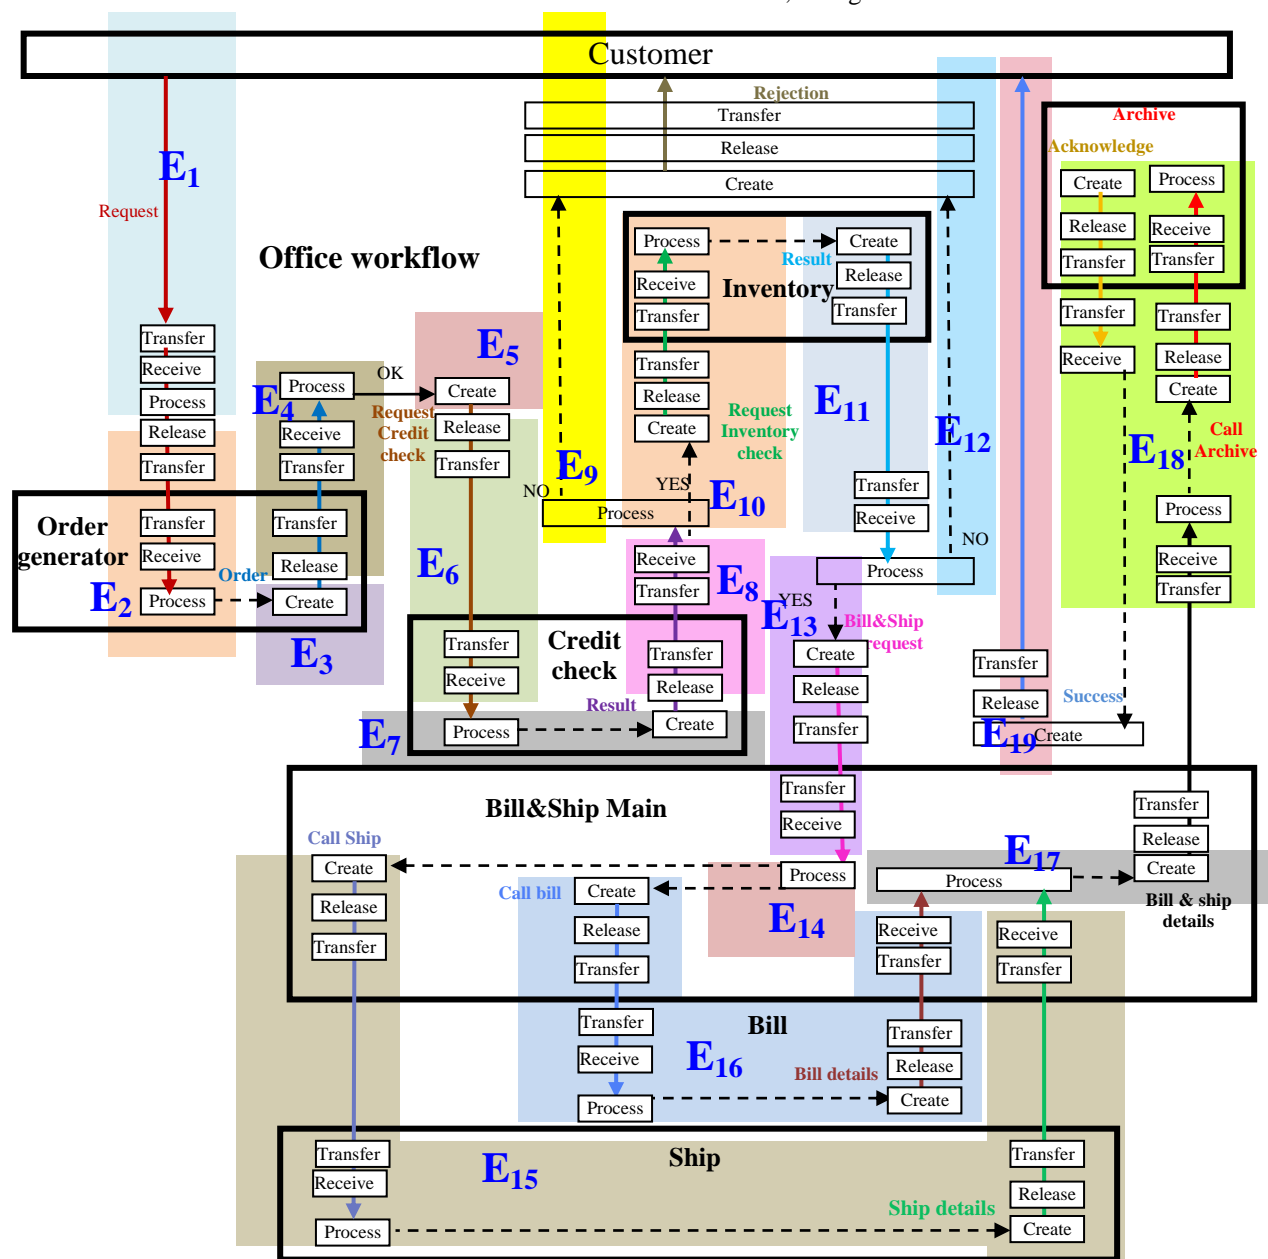 Customer
Rejection
Transfer
Release
Create
Archive
Acknowledge
Create
Process
Release
Receive
Transfer
Transfer
Transfer
Transfer
Receive
Release
Create
Call
Archive
E18
Process
Receive
Transfer
E1
Request
Office workflow
Transfer
Receive
Process
Release
Transfer
Order
generator
Transfer
Receive
Process
E2
Order
E4
Process
OK
Receive
Transfer
Transfer
Release
Create
E3
E5
Create
Request
Credit
check
Release
Transfer
E6
Transfer
Receive
Process
Credit
check
E7
Result
Transfer
Release
Create
E8
Receive
Transfer
NO
E9
YES
Process
E10
Process
Receive
Transfer
Inventory
Result
Create
Release
Transfer
Transfer
Release
Create
Request
Inventory
check
E11
E12
Transfer
Receive
NO
Process
YES
E13
Bill&Ship
request
Create
Release
Transfer
Transfer
Receive
Process
E14
Transfer
Release
Success
E19
Create
Bill&Ship Main
Call Ship
Create
Release
Transfer
Call bill
Create
Release
Transfer
Transfer
Receive
Process
Bill
E16
Bill details
Transfer
Release
Create
Receive
Transfer
E17
Process
Transfer
Release
Create
Bill & ship
details
Receive
Transfer
Ship
E15
Transfer
Receive
Process
Ship details
Transfer
Release
Create